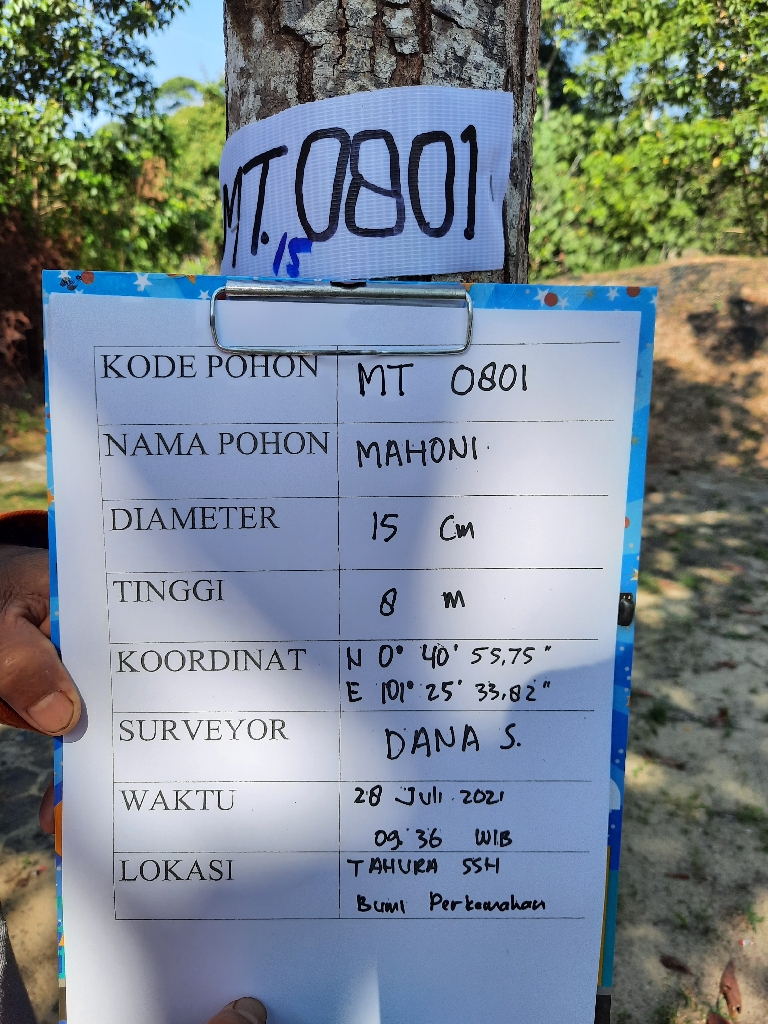 MT. 0801
15
KODE POHON MT 0801
NAMA POHON MAHONI.
DIAMETER 15 Cm
TINGGI 8 m
KOORDINAT N 0° 40' 55,75"
E 101° 25' 33,82"
SURVEYOR DANA S.
WAKTU 28 Juli 2021
09.36 WIB
LOKASI TAHURA SSH
Bumi Perkemahan